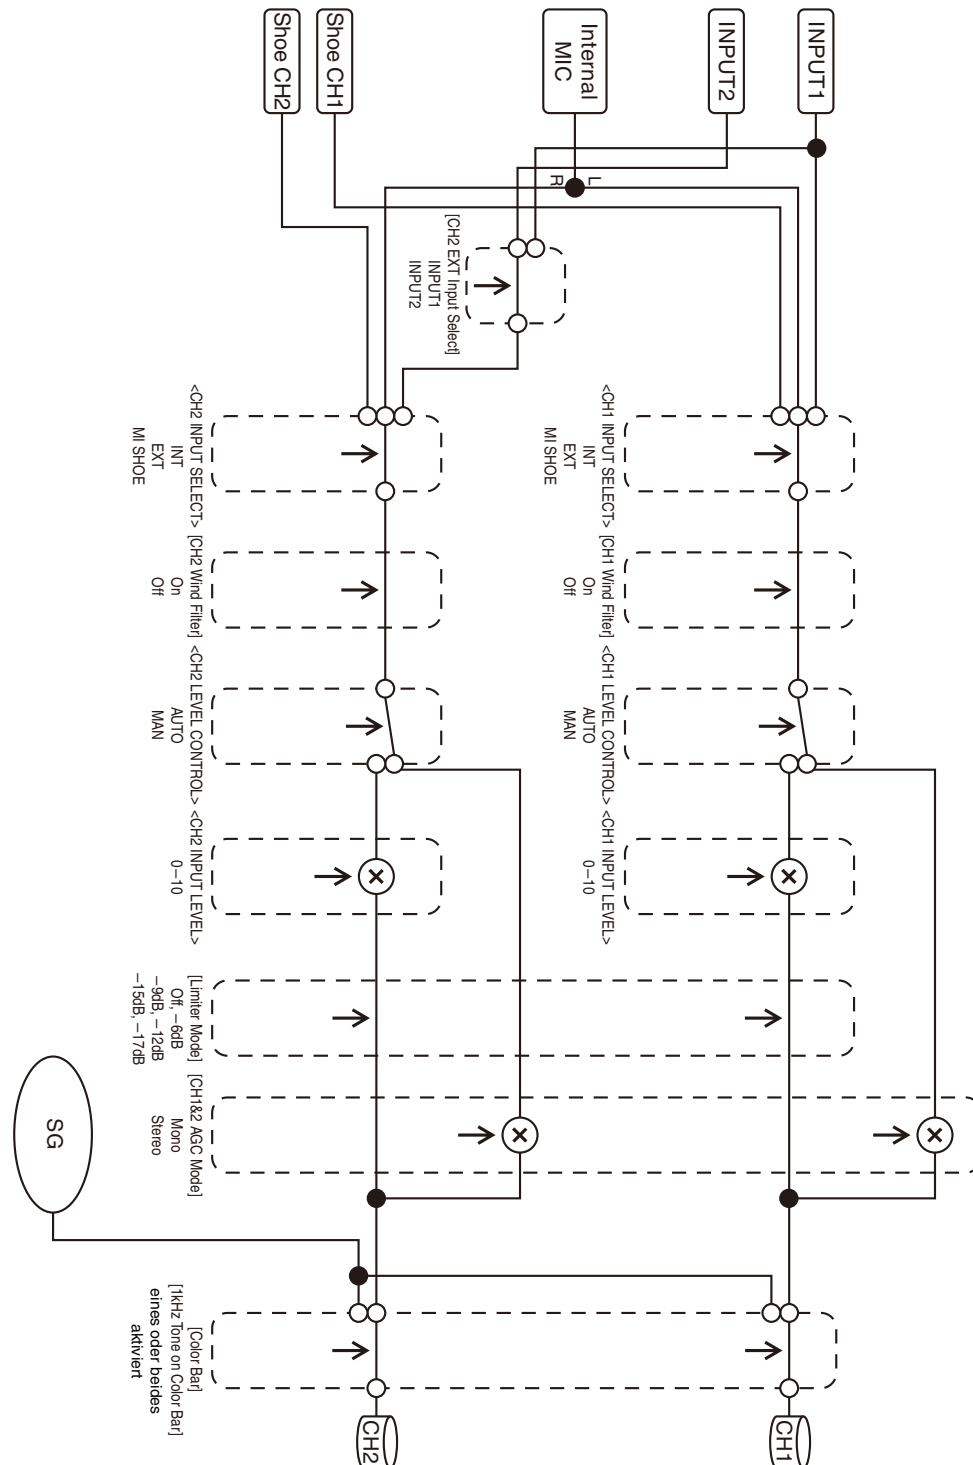 INPUT1
INPUT2
Internal
MIC
Shoe CH1
Shoe CH2
L
R
[CH2 EXT Input Select]
INPUT1
INPUT2
<CH1 INPUT SELECT>
INT
EXT
MI SHOE
[CH1 Wind Filter]
On
Off
<CH1 LEVEL CONTROL>
AUTO
MAN
<CH1 INPUT LEVEL>
0–10
<CH2 INPUT SELECT>
INT
EXT
MI SHOE
[CH2 Wind Filter]
On
Off
<CH2 LEVEL CONTROL>
AUTO
MAN
<CH2 INPUT LEVEL>
0–10
[Limiter Mode]
Off, –6dB
–9dB, –12dB
–15dB, –17dB
[CH1&2 AGC Mode]
Mono
Stereo
SG
[Color Bar]
[1kHz Tone on Color Bar]
eines oder beides
aktiviert
CH1
CH2